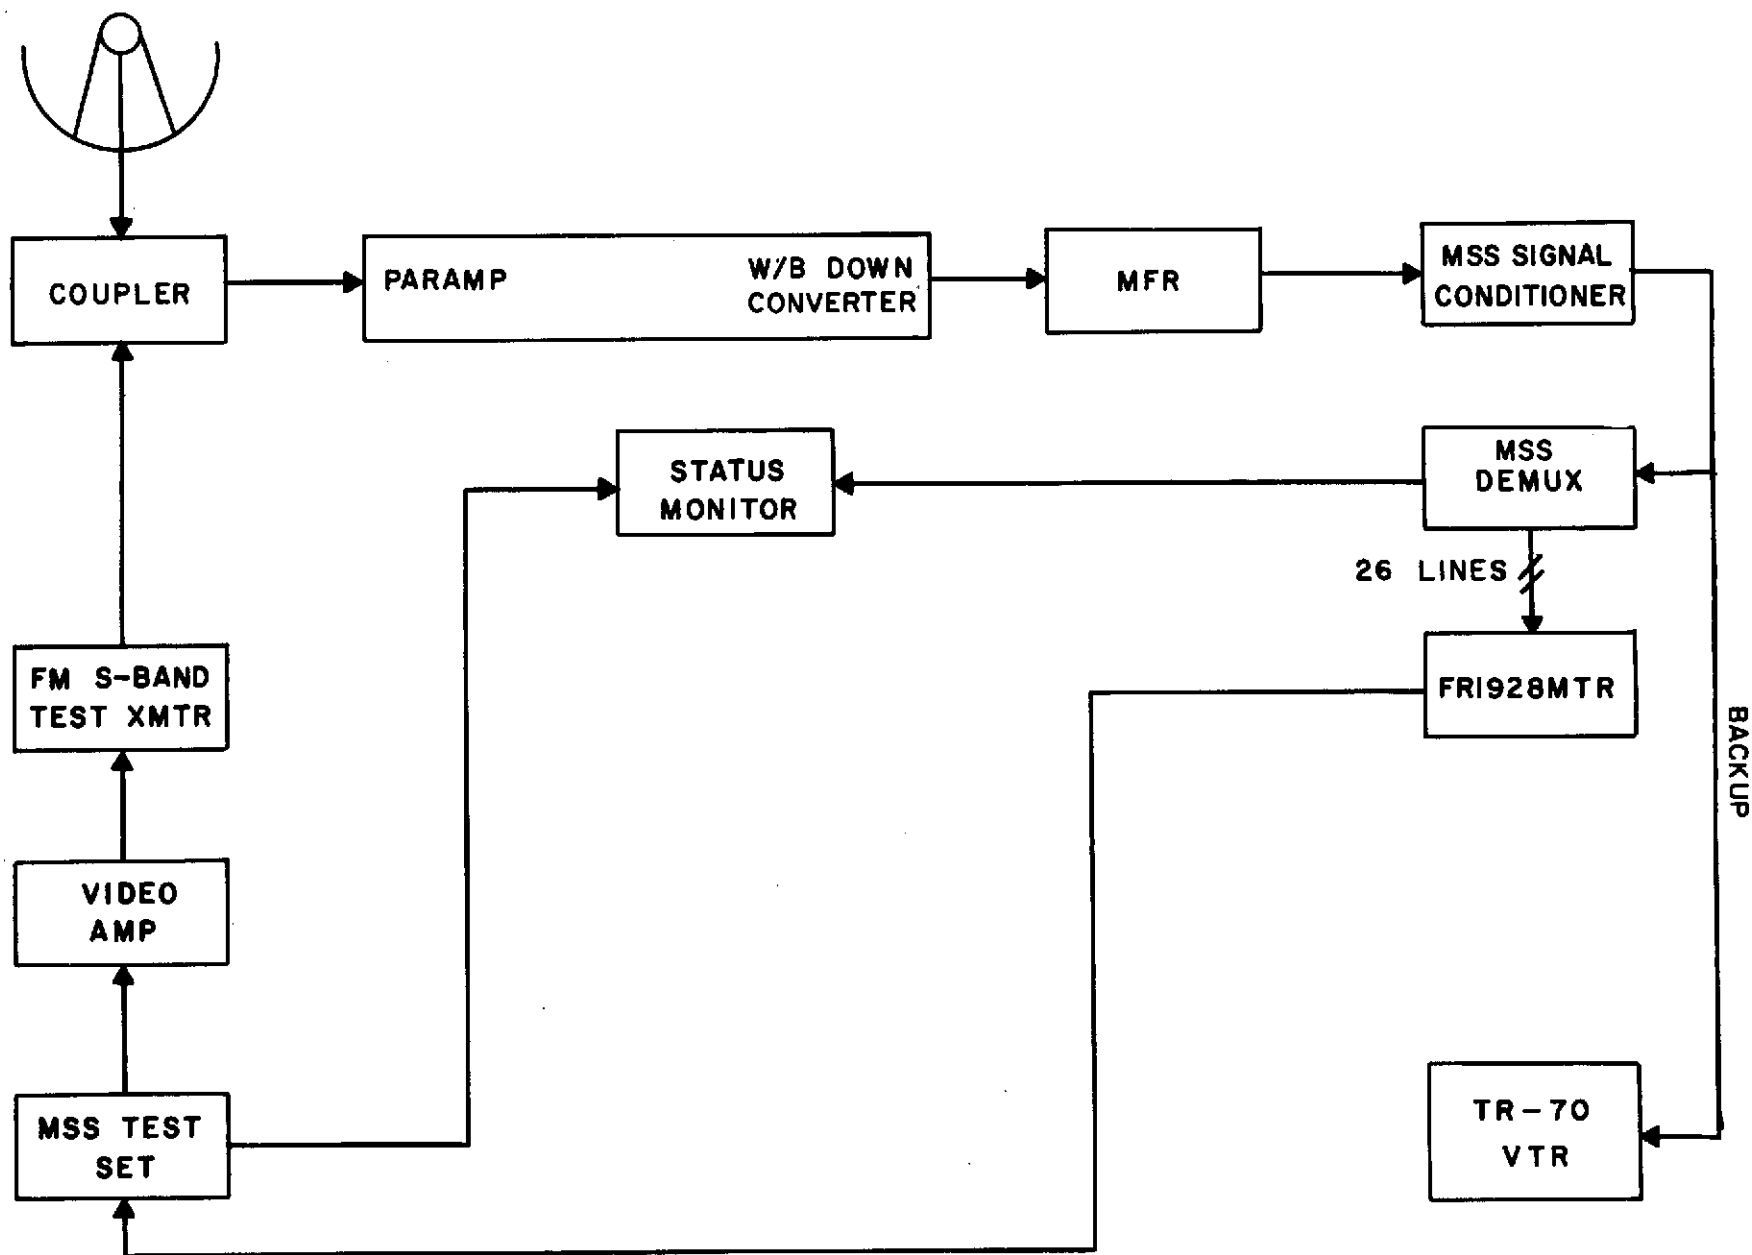 COUPLER
PARAMP
W/B DOWN
CONVERTER
MFR
MSS SIGNAL
CONDITIONER
STATUS
MONITOR
MSS
DEMUX
26 LINES
FM S-BAND
TEST XMTR
FR1928MTR
BACKUP
VIDEO
AMP
MSS TEST
SET
TR-70
VTR